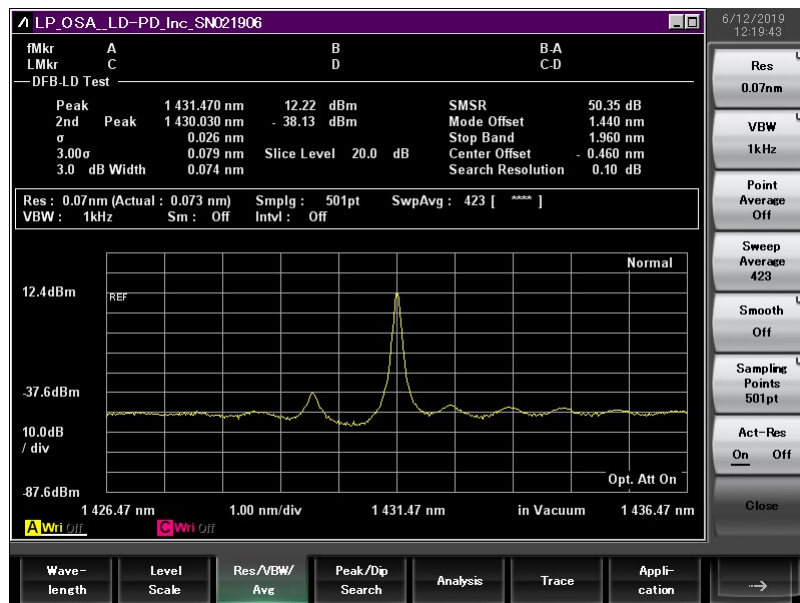 LP_OSA__LD-PD_Inc_SN021906
6/12/2019
12:19:43
fMkr A B B-A
LMkr C D C-D
DFB-LD Test
Peak 1 431.470 nm 12.22 dBm SMSR 50.35 dB
2nd Peak 1 430.030 nm - 38.13 dBm Mode Offset 1.440 nm
σ 0.026 nm Stop Band 1.960 nm
3.00σ 0.079 nm Slice Level 20.0 dB Center Offset - 0.460 nm
3.0 dB Width 0.074 nm Search Resolution 0.10 dB
Res : 0.07nm (Actual : 0.073 nm) Smplg : 501pt SwpAvg : 423 [ **** ]
VBW : 1kHz Sm : Off Intvl : Off
Normal
12.4dBm
REF
-37.6dBm
10.0dB
/ div
Opt. Att On
-87.6dBm
1 426.47 nm 1.00 nm/div 1 431.47 nm in Vacuum 1 436.47 nm
A Wri Off C Wri Off
Res
0.07nm
VBW
1kHz
Point
Average
Off
Sweep
Average
423
Smooth
Off
Sampling
Points
501pt
Act-Res
On Off
Close
Wave-
length
Level
Scale
Res/VBW/
Avg
Peak/Dip
Search
Analysis
Trace
Appli-
cation